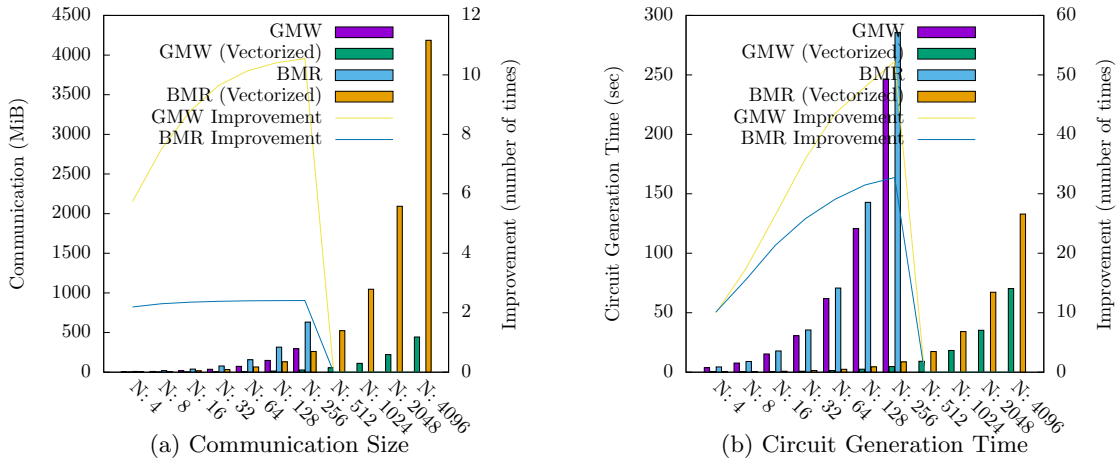 GMW
GMW (Vectorized)
BMR
BMR (Vectorized)
GMW Improvement
BMR Improvement
Communication (MiB)
4500
4000
3500
3000
2500
2000
1500
1000
500
0
Improvement (number of times)
12
10
8
6
4
2
0
N: 4
N: 8
N: 16
N: 32
N: 64
N: 128
N: 256
N: 512
N: 1024
N: 2048
N: 4096
(a) Communication Size
GMW
GMW (Vectorized)
BMR
BMR (Vectorized)
GMW Improvement
BMR Improvement
Circuit Generation Time (sec)
300
250
200
150
100
50
0
Improvement (number of times)
60
50
40
30
20
10
0
N: 4
N: 8
N: 16
N: 32
N: 64
N: 128
N: 256
N: 512
N: 1024
N: 2048
N: 4096
(b) Circuit Generation Time